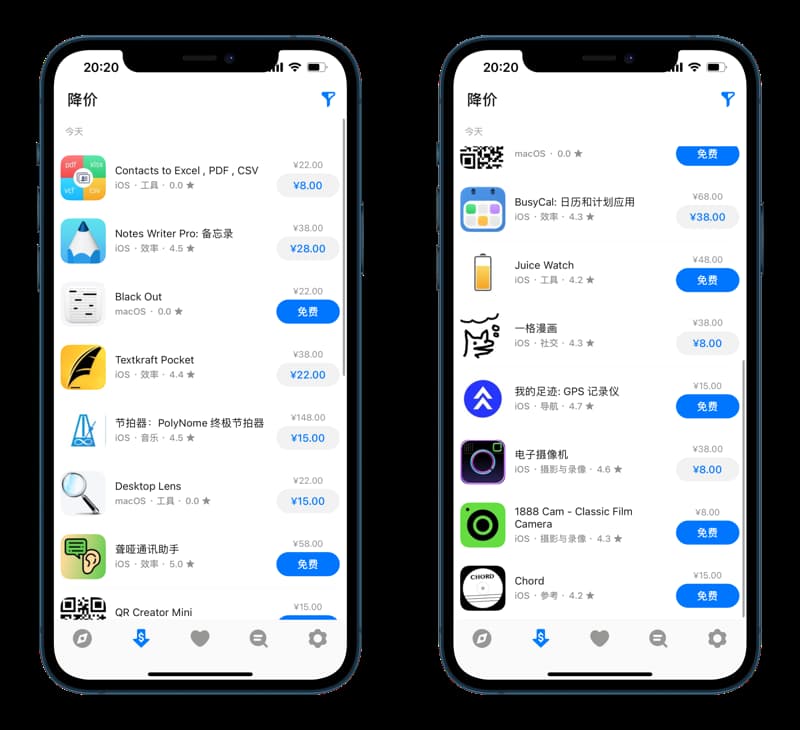 20:20
降价
今天
pdf
xlsx
vcf
csv
Contacts to Excel , PDF , CSV
iOS · 工具 · 0.0 ★
¥22.00
¥8.00
Notes Writer Pro: 备忘录
iOS · 效率 · 4.5 ★
¥38.00
¥28.00
Black Out
macOS · 0.0 ★
¥22.00
免费
Textkraft Pocket
iOS · 效率 · 4.4 ★
¥38.00
¥22.00
节拍器：PolyNome 终极节拍器
iOS · 音乐 · 4.5 ★
¥148.00
¥15.00
Desktop Lens
macOS · 工具 · 0.0 ★
¥22.00
¥15.00
聋哑通讯助手
iOS · 效率 · 5.0 ★
¥58.00
免费
QR Creator Mini
¥15.00
20:20
降价
今天
macOS · 0.0 ★
免费
BusyCal: 日历和计划应用
iOS · 效率 · 4.3 ★
¥68.00
¥38.00
Juice Watch
iOS · 工具 · 4.2 ★
¥48.00
免费
一格漫画
iOS · 社交 · 4.3 ★
¥38.00
¥8.00
我的足迹: GPS 记录仪
iOS · 导航 · 4.7 ★
¥15.00
免费
电子摄像机
iOS · 摄影与录像 · 4.6 ★
¥38.00
¥8.00
1888 Cam - Classic Film
Camera
iOS · 摄影与录像 · 4.3 ★
¥8.00
免费
CHORD
Chord
iOS · 参考 · 4.2 ★
¥15.00
免费